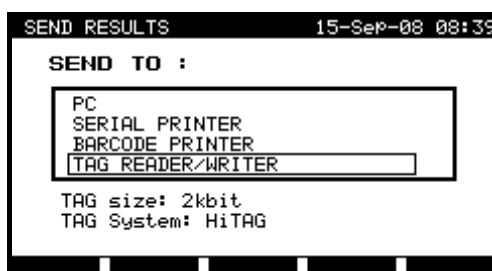 SEND RESULTS 15-Sep-08 08:39
SEND TO :
PC
SERIAL PRINTER
BARCODE PRINTER
TAG READER/WRITER
TAG size: 2kbit
TAG System: HiTAG